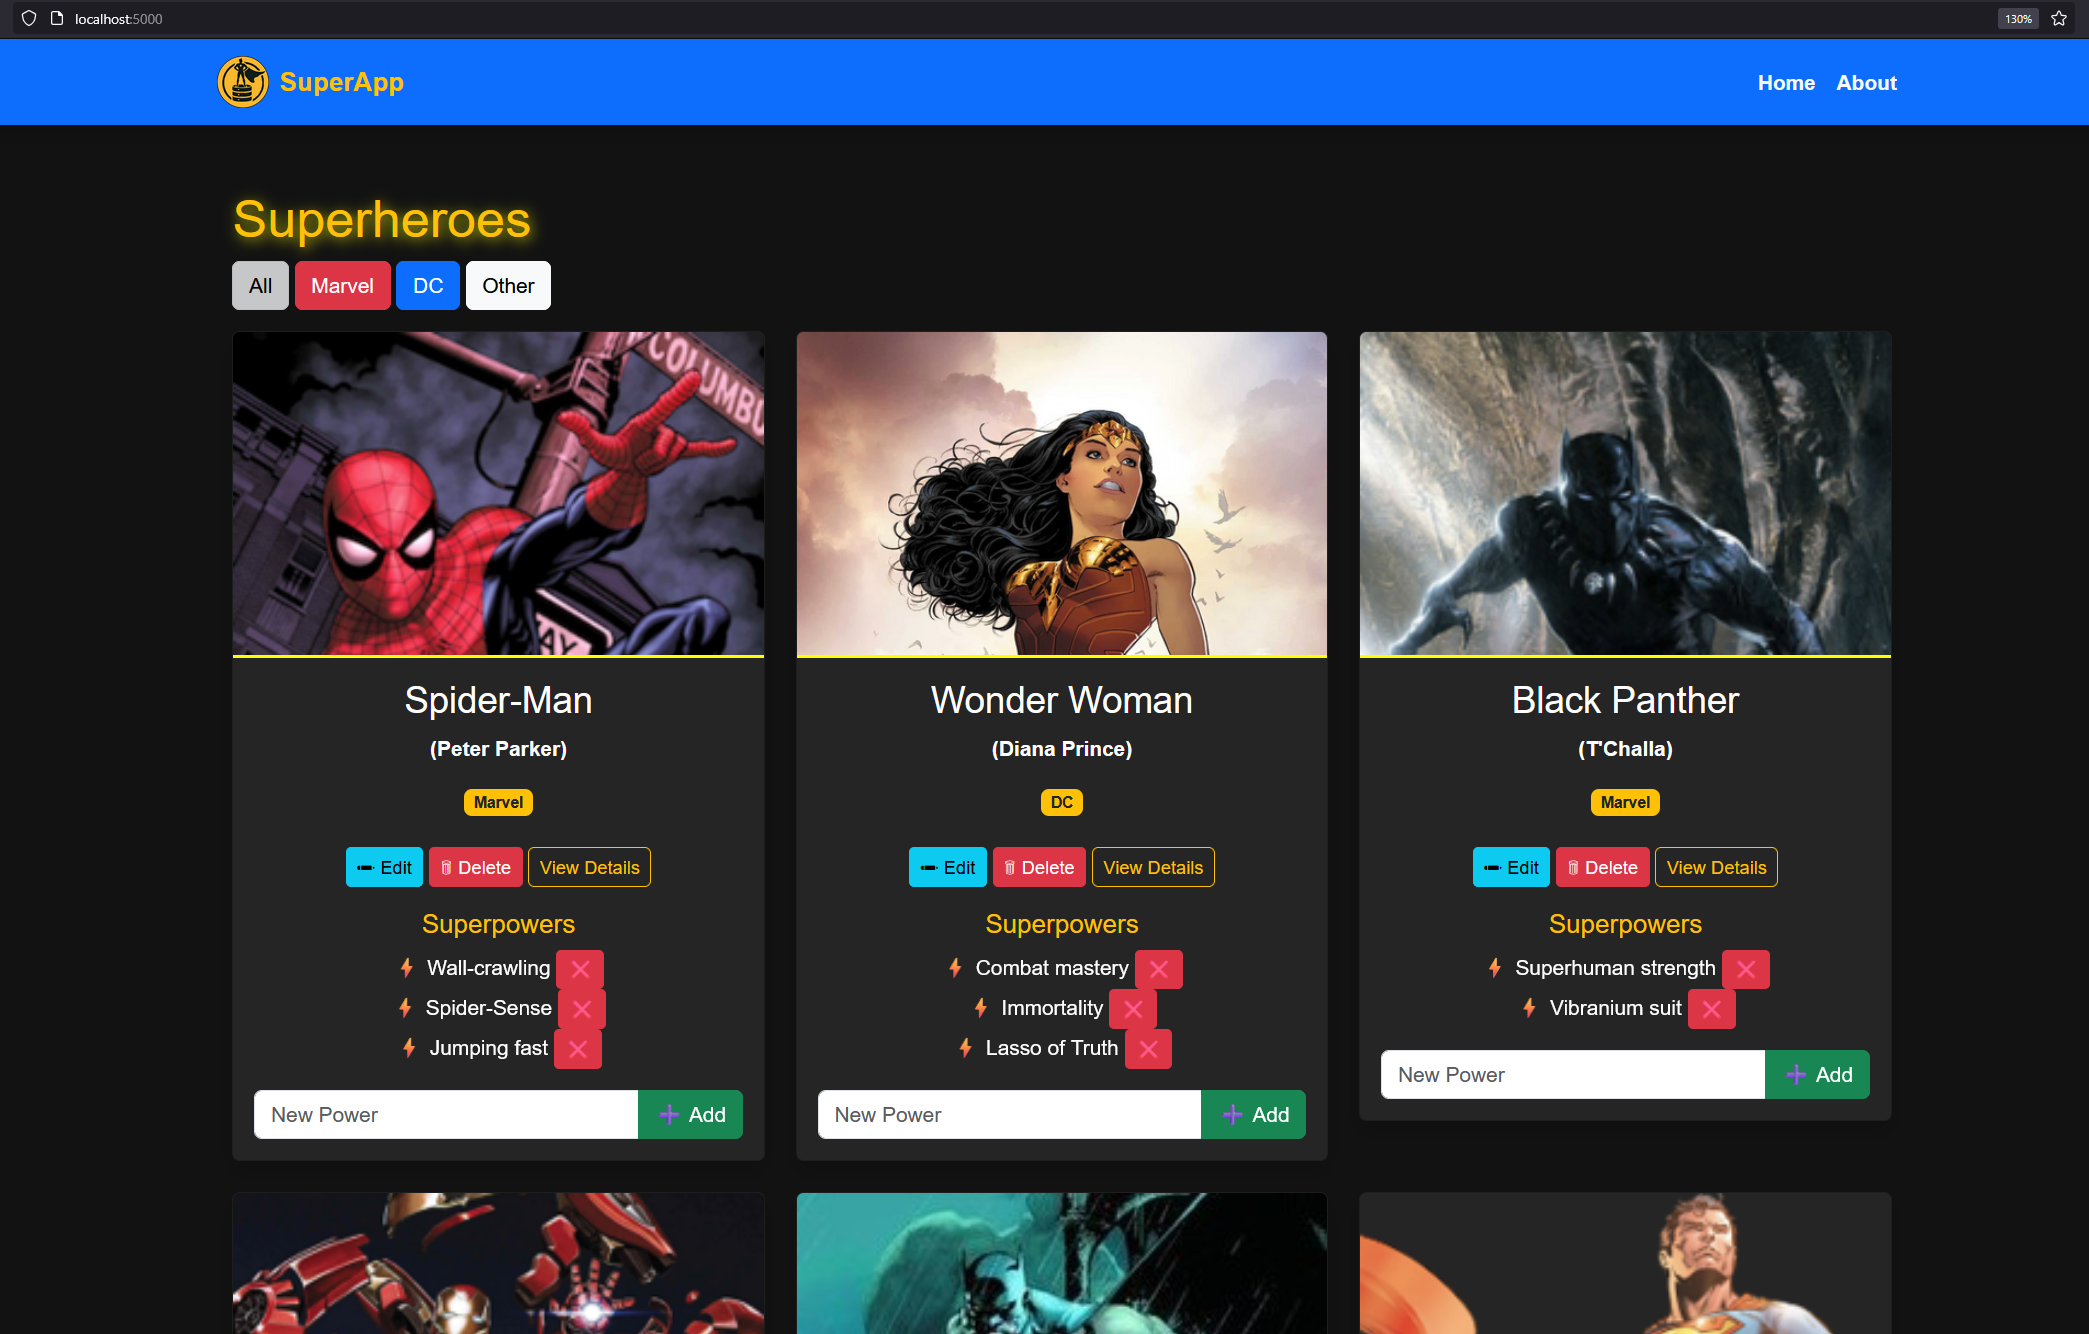 localhost:5000
130%
SuperApp
Home About
Superheroes
All Marvel DC Other
COLUMBU
WAY
Spider-Man
(Peter Parker)
Marvel
Edit Delete View Details
Superpowers
Wall-crawling
Spider-Sense
Jumping fast
New Power Add
Wonder Woman
(Diana Prince)
DC
Edit Delete View Details
Superpowers
Combat mastery
Immortality
Lasso of Truth
New Power Add
Black Panther
(T'Challa)
Marvel
Edit Delete View Details
Superpowers
Superhuman strength
Vibranium suit
New Power Add